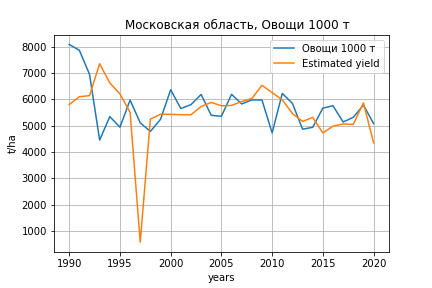 Московская область, Овощи 1000 т
Овощи 1000 т
Estimated yield
t/ha
8000
7000
6000
5000
4000
3000
2000
1000
1990 1995 2000 2005 2010 2015 2020
years